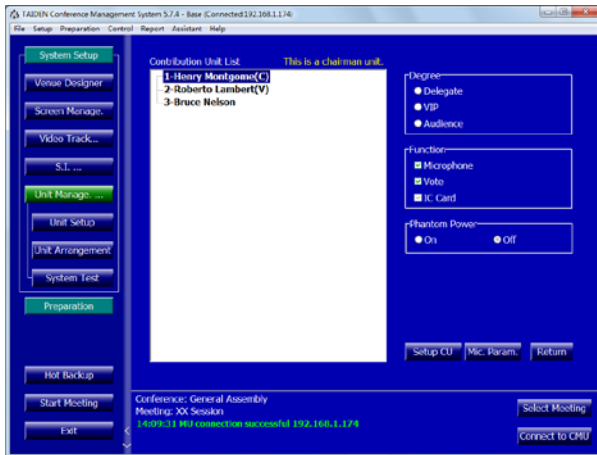 TAIDEN Conference Management System 5.7.4 - Base (Connected:192.168.1.174)
File Setup Preparation Control Report Assistant Help
System Setup
Venue Designer
Screen Manage.
Video Track...
S.I. ...
Unit Manage. ...
Unit Setup
Unit Arrangement
System Test
Preparation
Hot Backup
Start Meeting
Exit
Contribution Unit List
This is a chairman unit.
1-Henry Montgome(C)
2-Roberto Lambert(V)
3-Bruce Nelson
Degree
Delegate
VIP
Audience
Function
Microphone
Vote
IC Card
Phantom Power
On
Off
Setup CU
Mic. Param.
Return
Conference: General Assembly
Meeting: XX Session
14:09:31 MU connection successful 192.168.1.174
Select Meeting
Connect to CMU